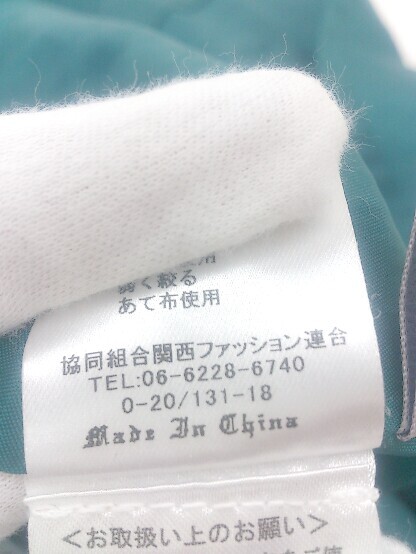 使用
弱く絞る
あて布使用
協同組合関西ファッション連合
TEL:06-6228-6740
0-20/131-18
Made In China
<お取扱い上のお願い>